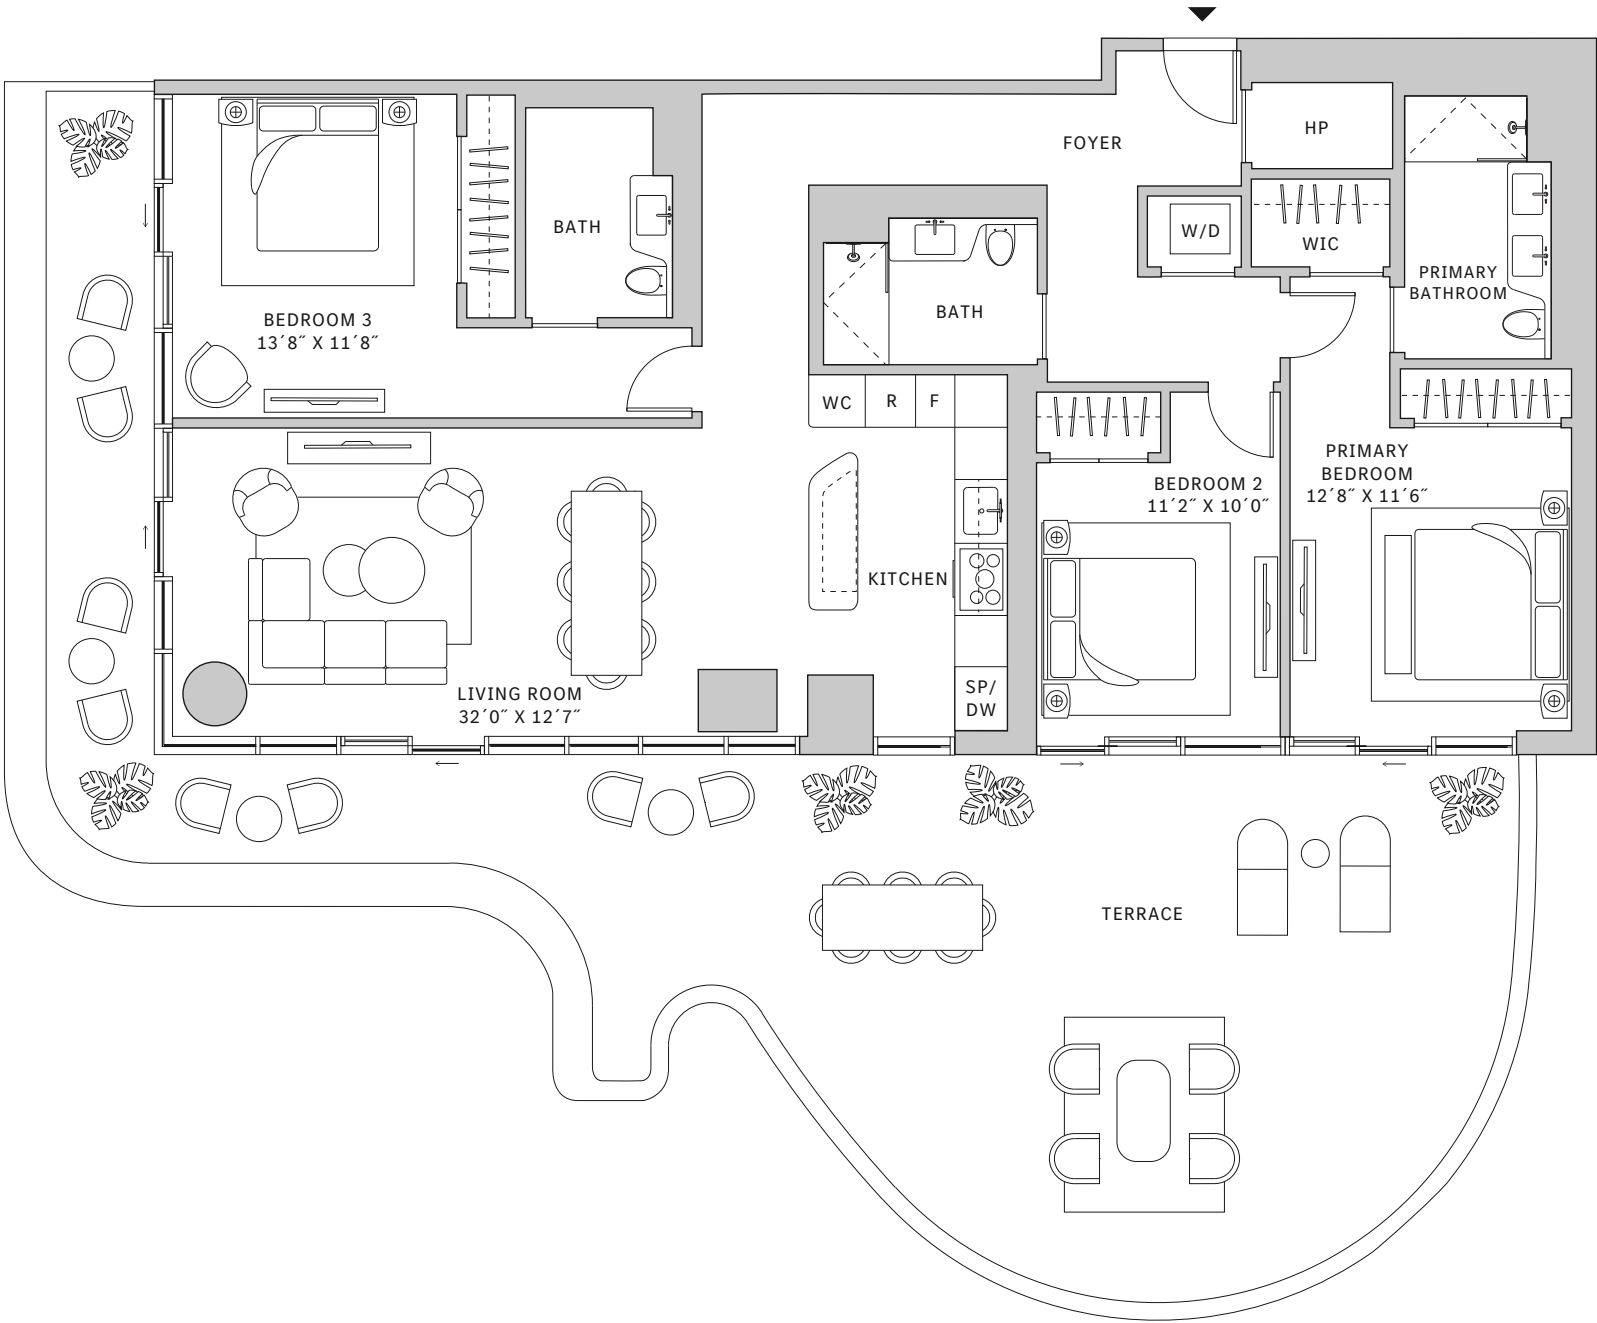 HP
FOYER
BATH
W/D
WIC
PRIMARY
BATHROOM
BATH
BEDROOM 3
13´8˝ X 11´8˝
WC
R
F
PRIMARY
BEDROOM
12´8˝ X 11´6˝
BEDROOM 2
11´2˝ X 10´0˝
KITCHEN
LIVING ROOM
32´0˝ X 12´7˝
SP/
DW
TERRACE